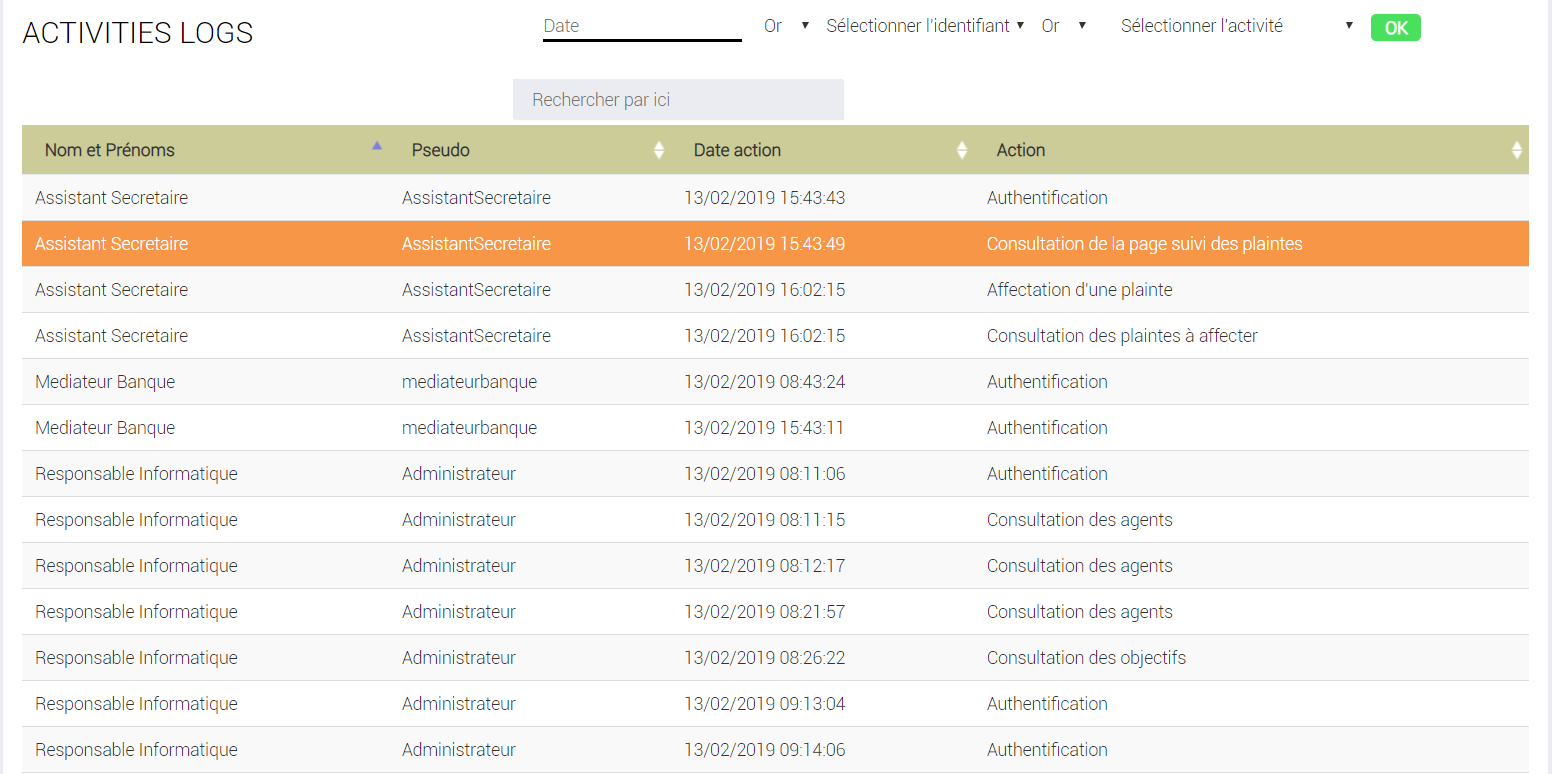 ACTIVITIES LOGS
Date Or Sélectionner l'identifiant Or Sélectionner l'activité OK
Rechercher par ici
Nom et Prénoms Pseudo Date action Action
Assistant Secretaire AssistantSecretaire 13/02/2019 15:43:43 Authentification
Assistant Secretaire AssistantSecretaire 13/02/2019 15:43:49 Consultation de la page suivi des plaintes
Assistant Secretaire AssistantSecretaire 13/02/2019 16:02:15 Affectation d'une plainte
Assistant Secretaire AssistantSecretaire 13/02/2019 16:02:15 Consultation des plaintes à affecter
Mediateur Banque mediateurbanque 13/02/2019 08:43:24 Authentification
Mediateur Banque mediateurbanque 13/02/2019 15:43:11 Authentification
Responsable Informatique Administrateur 13/02/2019 08:11:06 Authentification
Responsable Informatique Administrateur 13/02/2019 08:11:15 Consultation des agents
Responsable Informatique Administrateur 13/02/2019 08:12:17 Consultation des agents
Responsable Informatique Administrateur 13/02/2019 08:21:57 Consultation des agents
Responsable Informatique Administrateur 13/02/2019 08:26:22 Consultation des objectifs
Responsable Informatique Administrateur 13/02/2019 09:13:04 Authentification
Responsable Informatique Administrateur 13/02/2019 09:14:06 Authentification